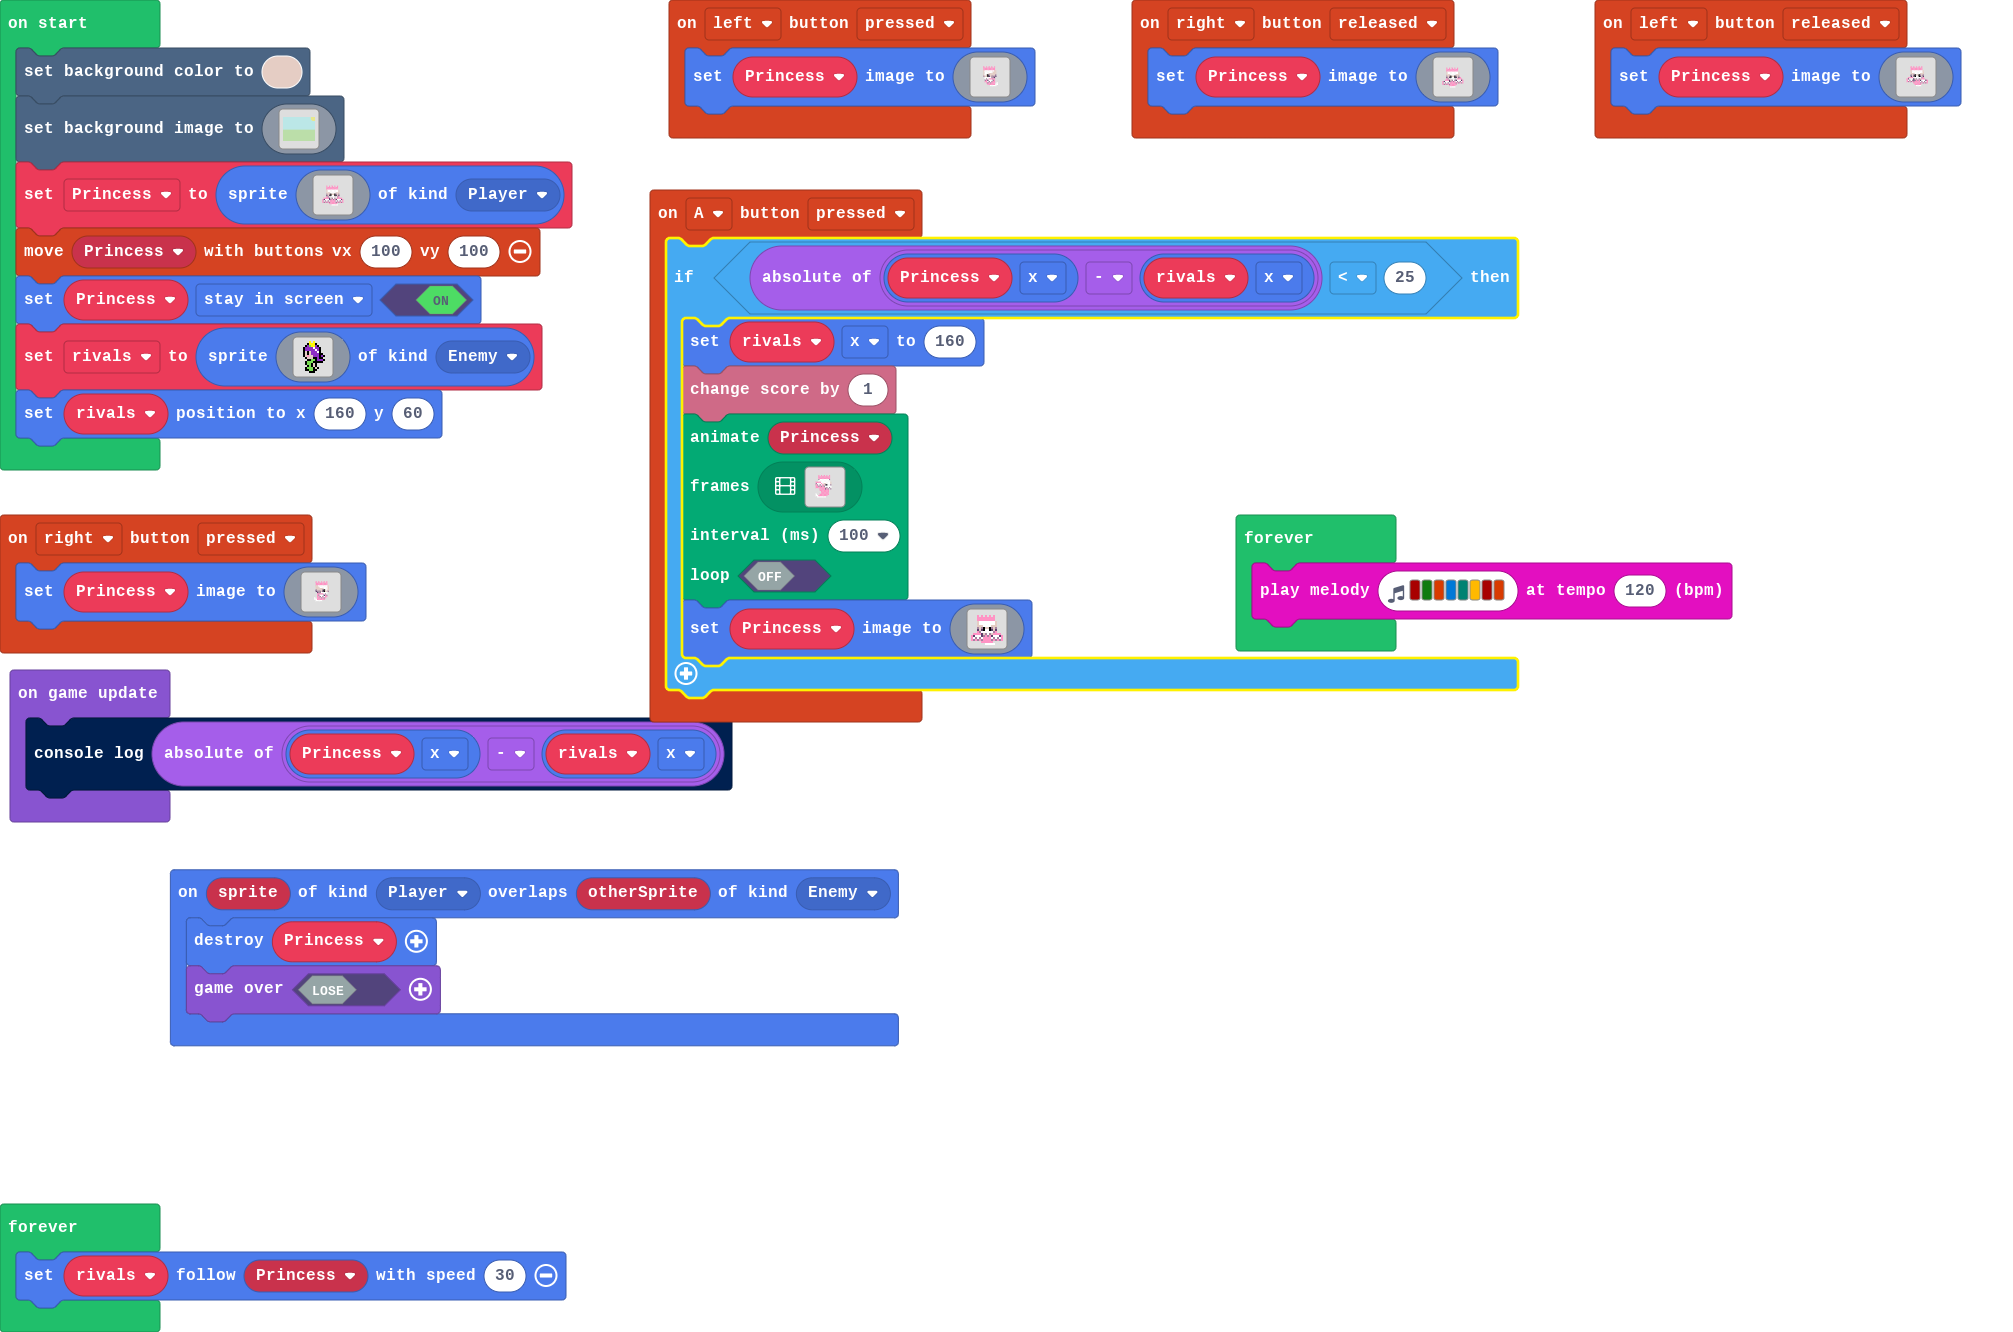 on start
set background color to
set background image to
set Princess to sprite of kind Player
move Princess with buttons vx 100 vy 100
set Princess stay in screen ON
set rivals to sprite of kind Enemy
set rivals position to x 160 y 60
on left button pressed
set Princess image to
on right button released
set Princess image to
on left button released
set Princess image to
on A button pressed
if absolute of Princess x - rivals x < 25 then
set rivals x to 160
change score by 1
animate Princess
frames
interval (ms) 100
loop OFF
set Princess image to
on right button pressed
set Princess image to
forever
play melody at tempo 120 (bpm)
on game update
console log absolute of Princess x - rivals x
on sprite of kind Player overlaps otherSprite of kind Enemy
destroy Princess
game over LOSE
forever
set rivals follow Princess with speed 30